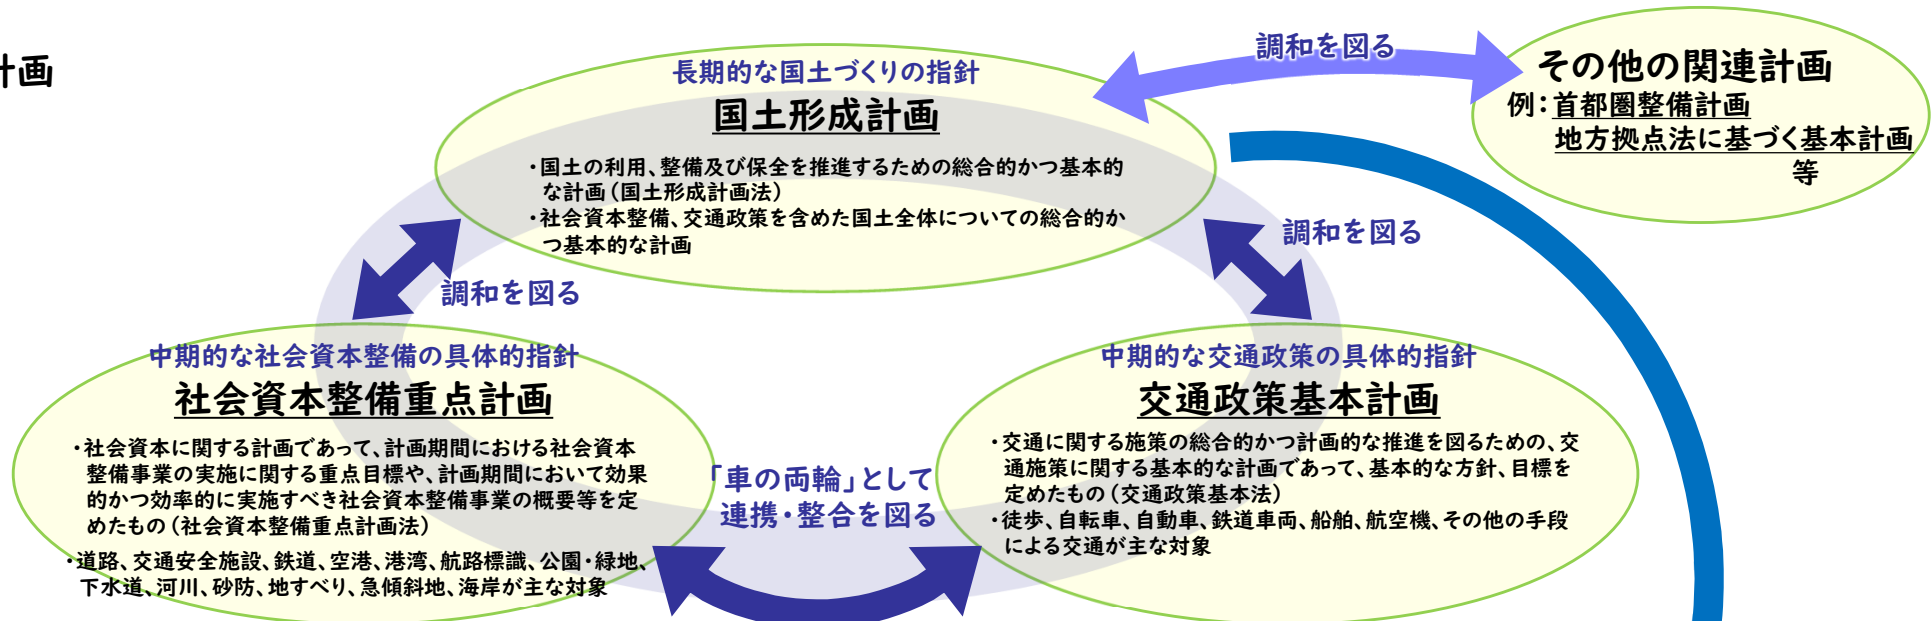 計画
調和を図る
長期的な国土づくりの指針
国土形成計画
・国土の利用、整備及び保全を推進するための総合的かつ基本的
な計画（国土形成計画法）
・社会資本整備、交通政策を含めた国土全体についての総合的か
つ基本的な計画
その他の関連計画
例：首都圏整備計画
地方拠点法に基づく基本計画
等
調和を図る
調和を図る
中期的な社会資本整備の具体的指針
社会資本整備重点計画
・社会資本に関する計画であって、計画期間における社会資本
整備事業の実施に関する重点目標や、計画期間において効果
的かつ効率的に実施すべき社会資本整備事業の概要等を定
めたもの（社会資本整備重点計画法）
・道路、交通安全施設、鉄道、空港、港湾、航路標識、公園・緑地、
下水道、河川、砂防、地すべり、急傾斜地、海岸が主な対象
「車の両輪」として
連携・整合を図る
中期的な交通政策の具体的指針
交通政策基本計画
・交通に関する施策の総合的かつ計画的な推進を図るための、交
通施策に関する基本的な計画であって、基本的な方針、目標を
定めたもの（交通政策基本法）
・徒歩、自転車、自動車、鉄道車両、船舶、航空機、その他の手段
による交通が主な対象